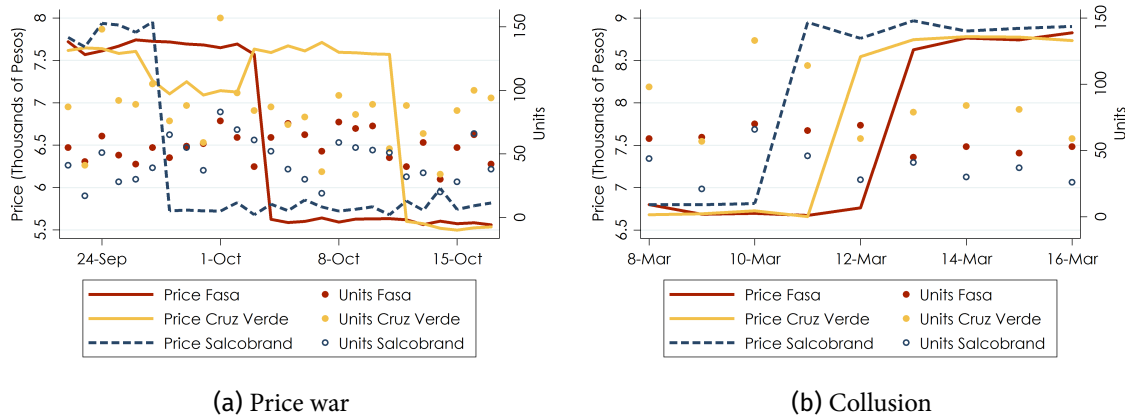 Price (Thousands of Pesos)
8
7.5
7
6.5
6
5.5
150
100
50
0
Units
24-Sep 1-Oct 8-Oct 15-Oct
Price Fasa Units Fasa
Price Cruz Verde Units Cruz Verde
Price Salcobrand Units Salcobrand
(a) Price war
Price (Thousands of Pesos)
9
8.5
8
7.5
7
6.5
150
100
50
0
Units
8-Mar 10-Mar 12-Mar 14-Mar 16-Mar
Price Fasa Units Fasa
Price Cruz Verde Units Cruz Verde
Price Salcobrand Units Salcobrand
(b) Collusion